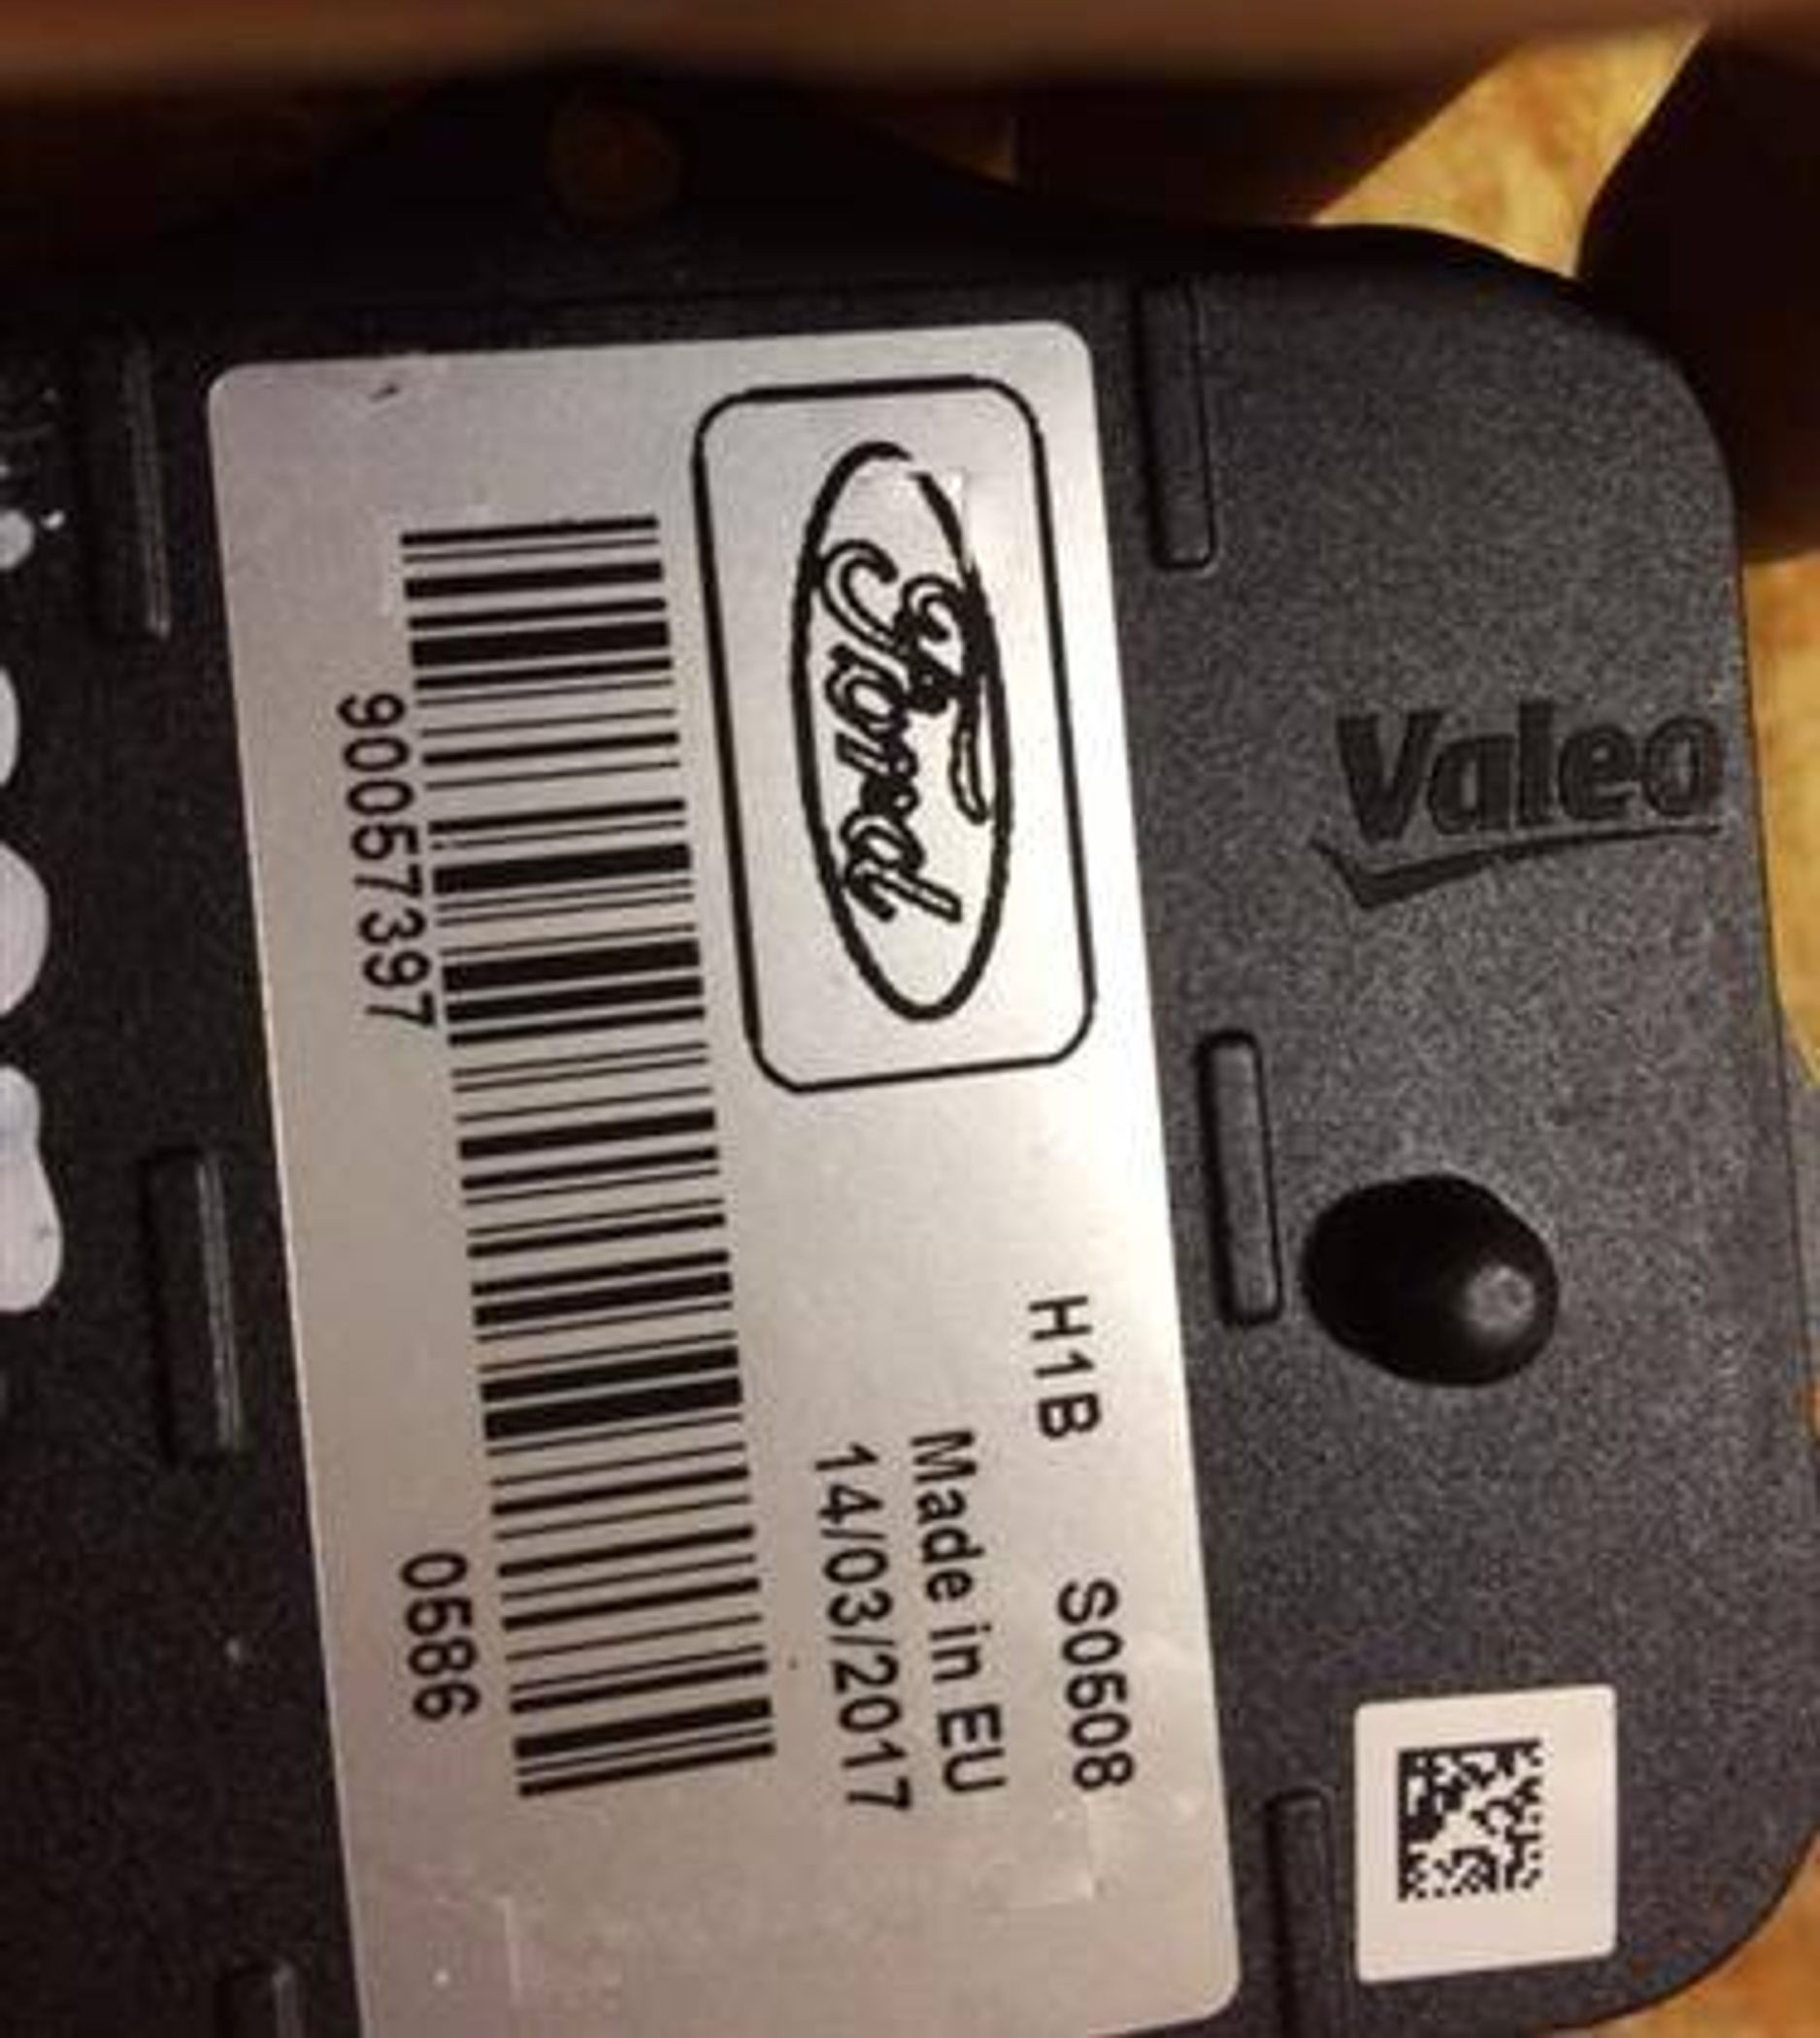 Valeo
H1B S0508
Made in EU
14/03/2017
Ford
90057397 0586